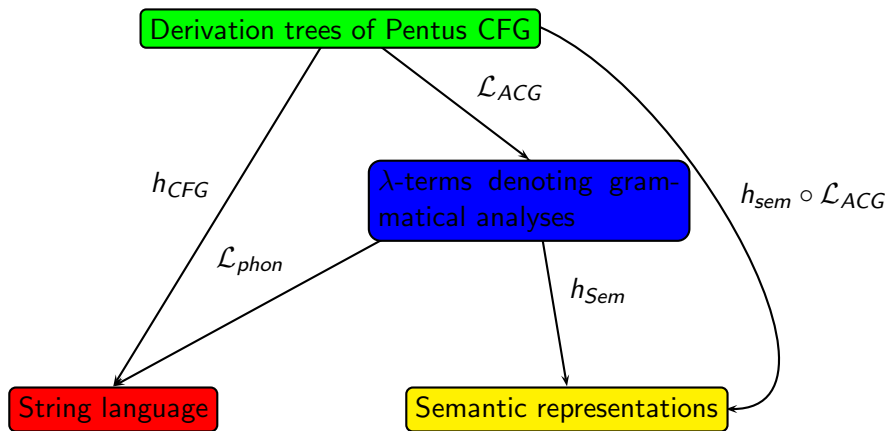 Derivation trees of Pentus CFG
ℒ_ACG
λ-terms denoting gram-
matical analyses
h_CFG
h_sem ∘ ℒ_ACG
ℒ_phon
h_Sem
String language
Semantic representations